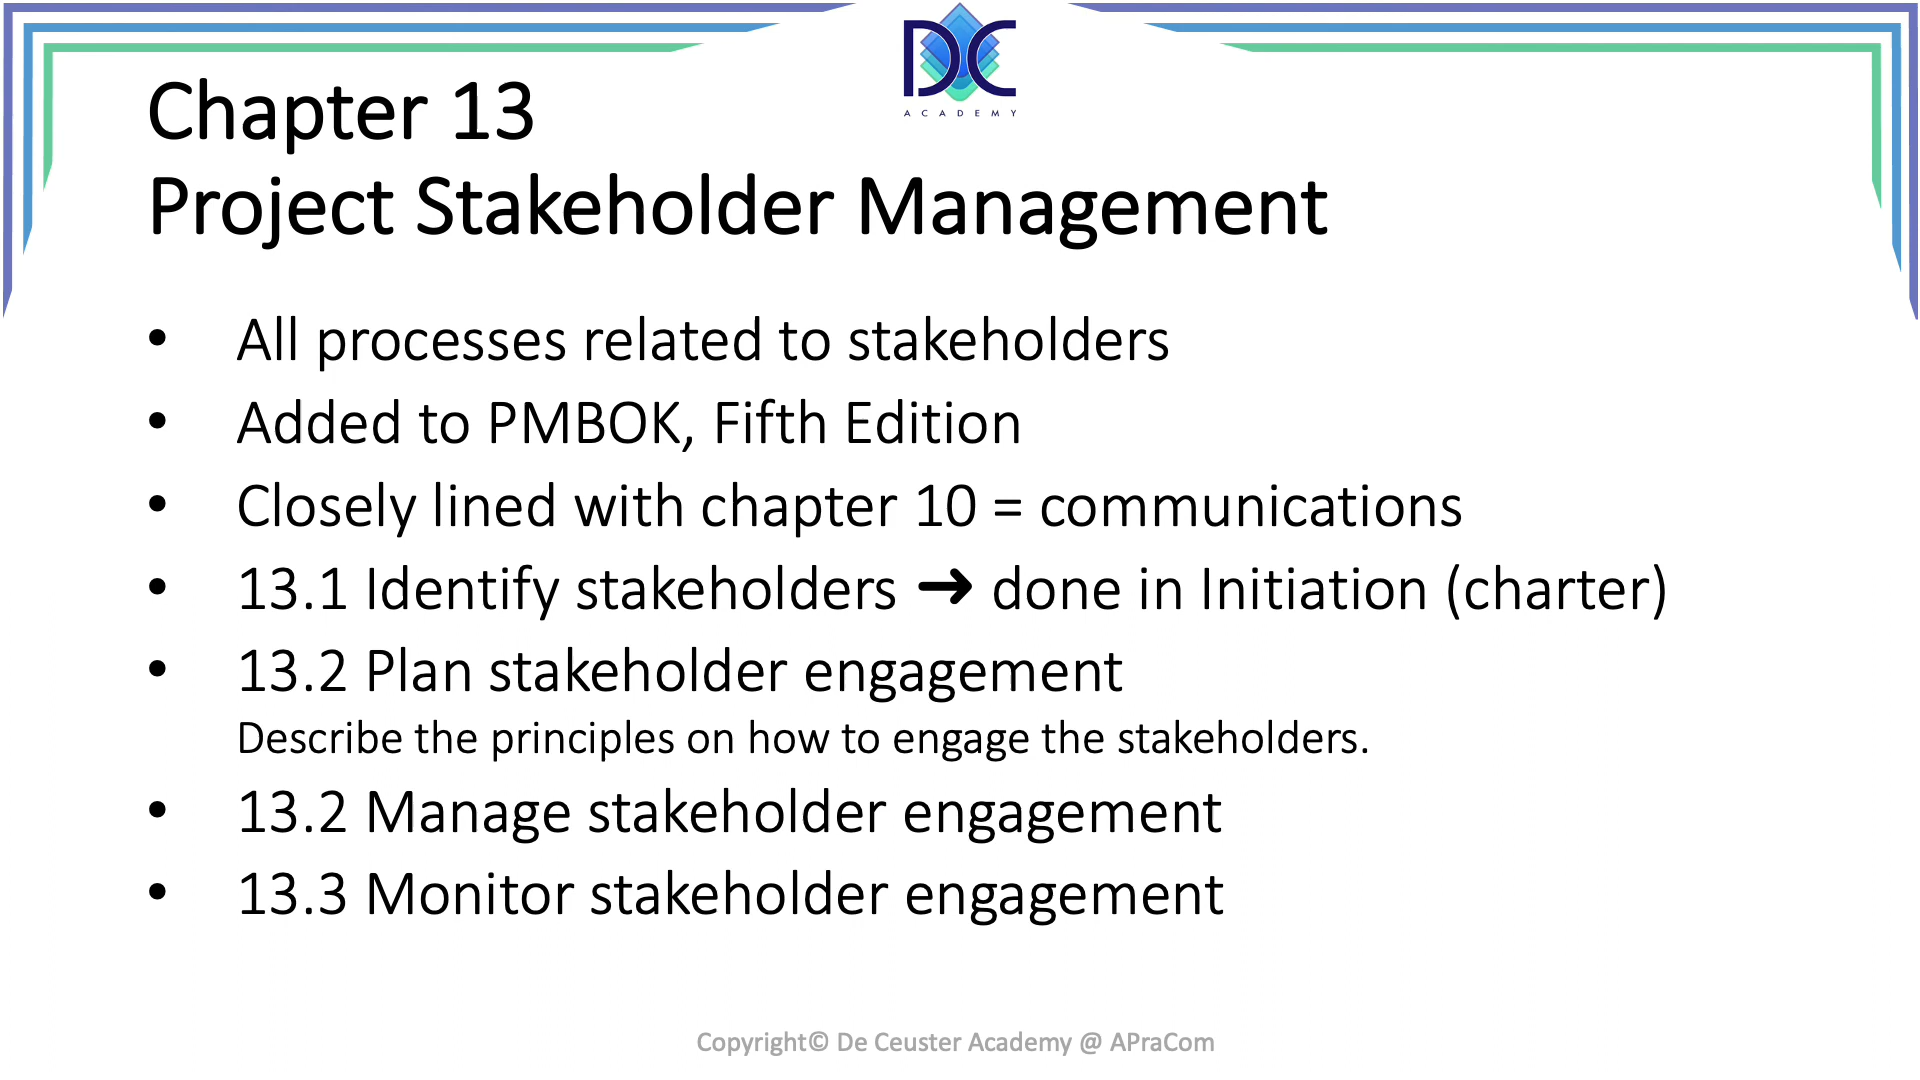 DC
ACADEMY
Chapter 13
Project Stakeholder Management
• All processes related to stakeholders
• Added to PMBOK, Fifth Edition
• Closely lined with chapter 10 = communications
• 13.1 Identify stakeholders ➜ done in Initiation (charter)
• 13.2 Plan stakeholder engagement
Describe the principles on how to engage the stakeholders.
• 13.2 Manage stakeholder engagement
• 13.3 Monitor stakeholder engagement
Copyright© De Ceuster Academy @ APraCom